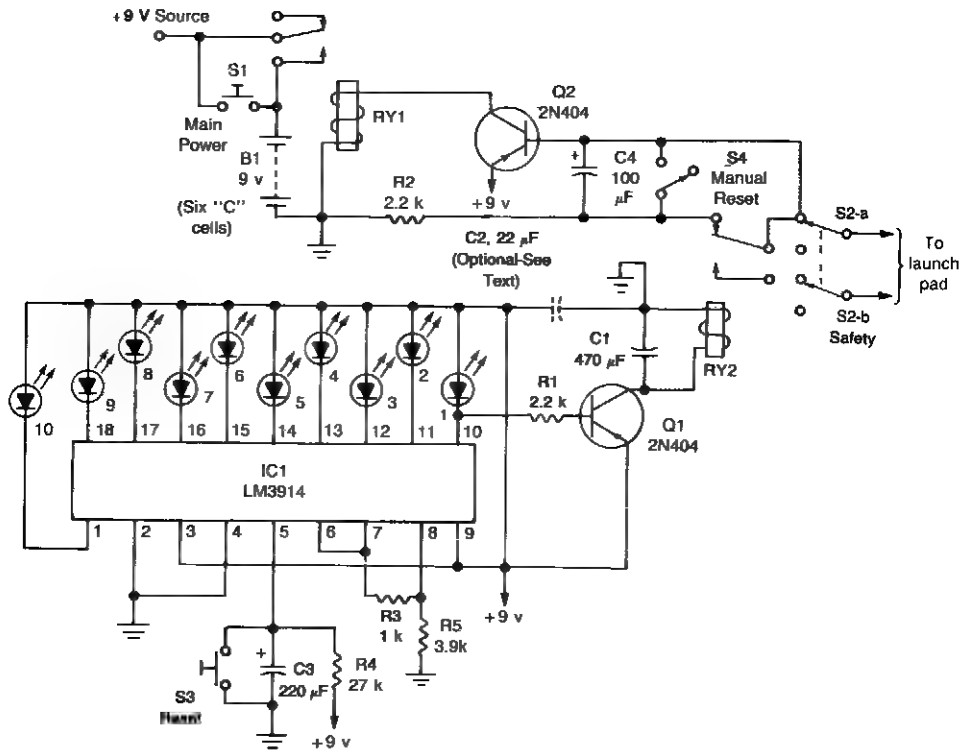 +9 V Source
S1
Main
Power
B1
9 v
(Six "C"
cells)
RY1
Q2
2N404
R2
2.2 k
+9 v
C4
100
µF
S4
Manual
Reset
C2, 22 µF
(Optional-See
Text)
S2-a
To
launch
pad
S2-b
Safety
C1
470 µF
RY2
R1
2.2 k
Q1
2N404
10
9
8
7
6
5
4
3
2
1
18
17
16
15
14
13
12
11
10
IC1
LM3914
1
2
3
4
5
6
7
8
9
R3
1 k
R5
3.9k
+9 v
S3
C3
220 µF
R4
27 k
+9 v